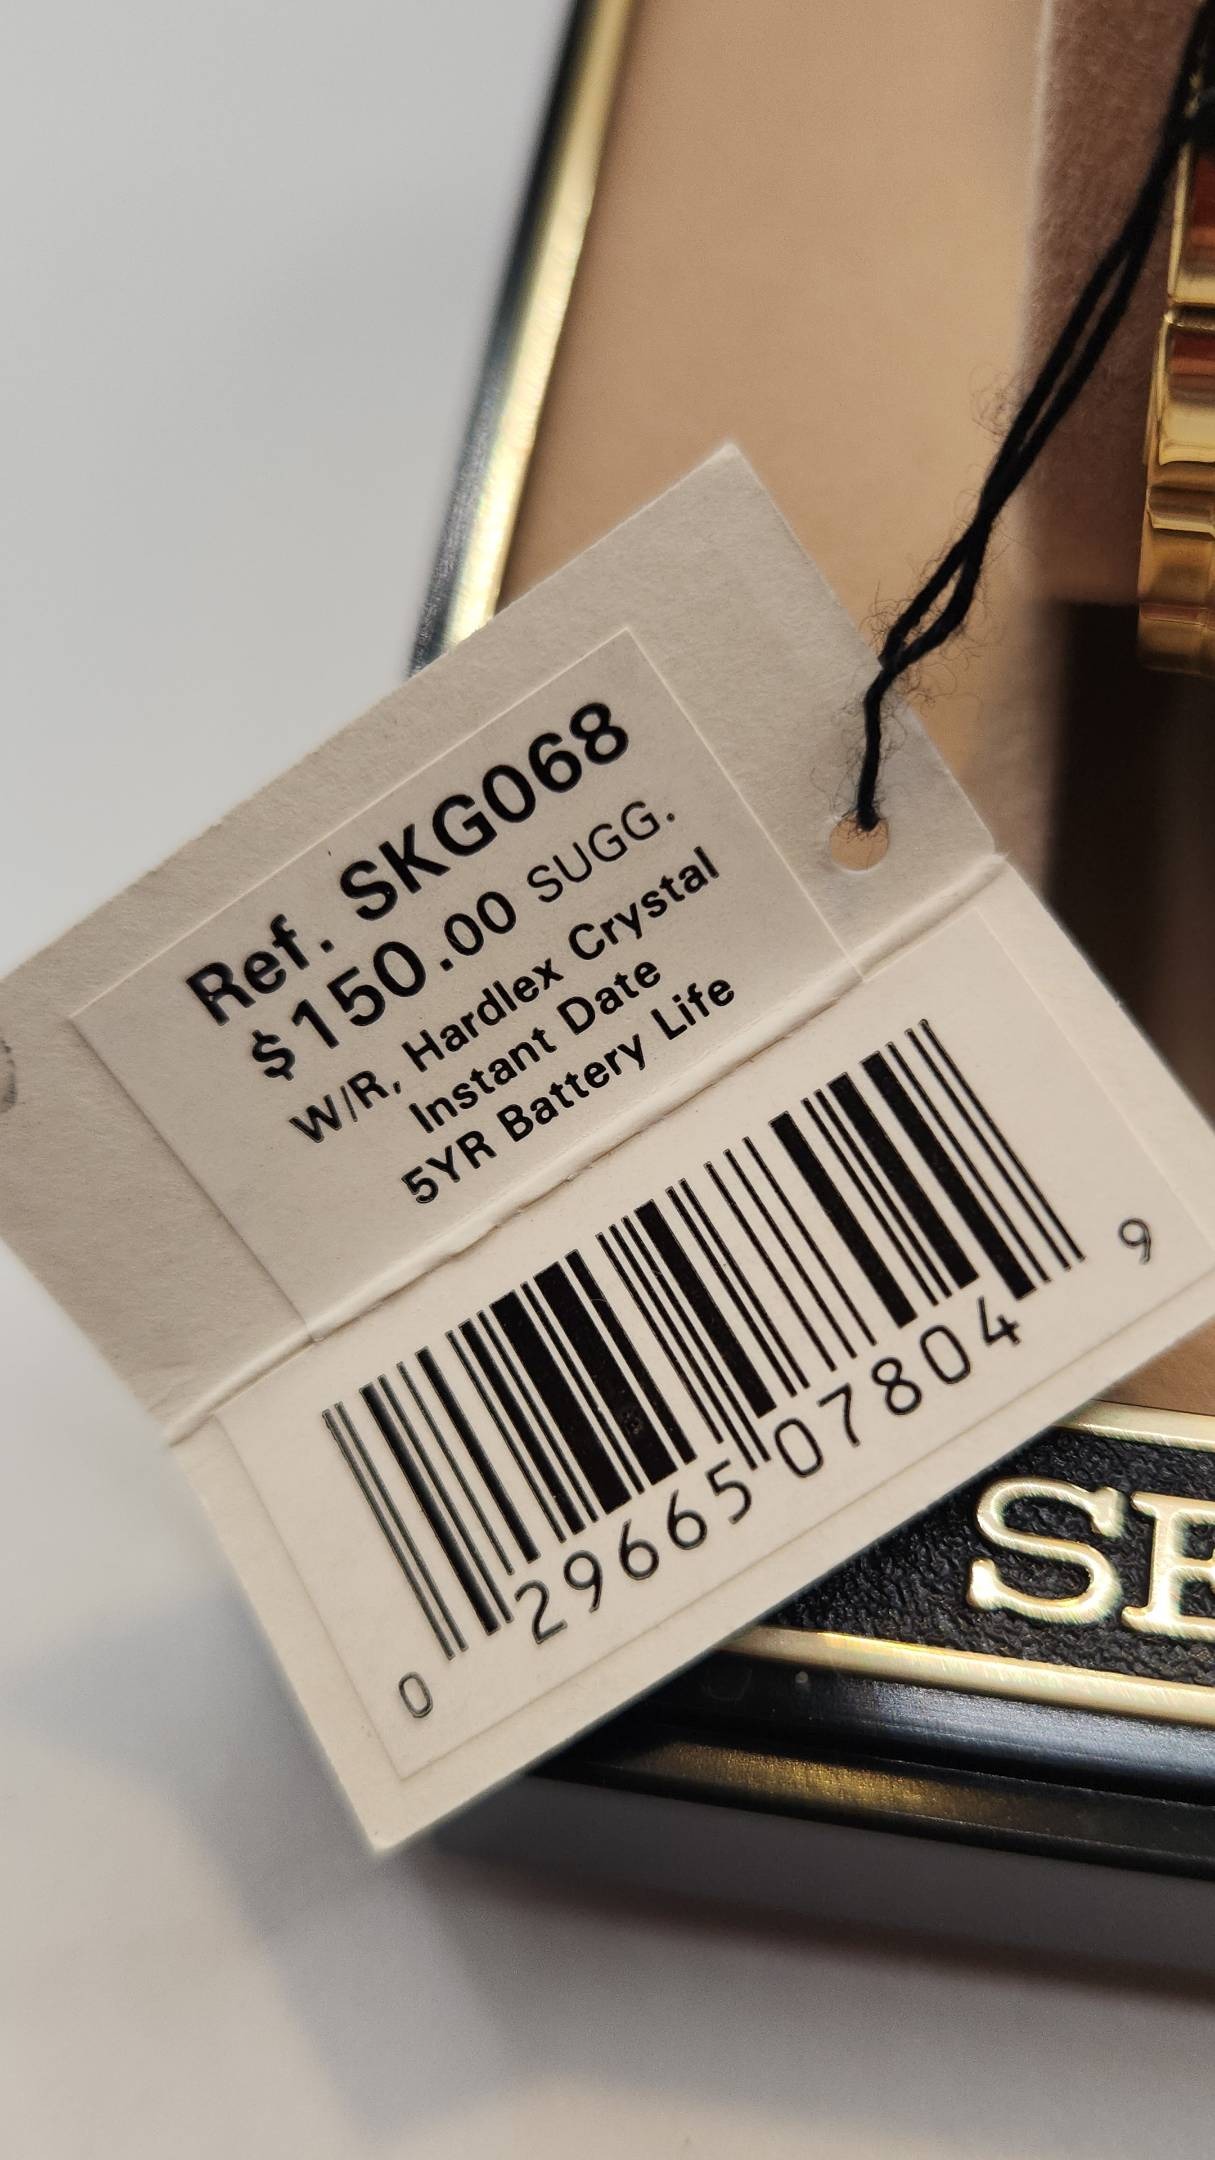 Ref. SKG068
$150.00 SUGG.
W/R, Hardlex Crystal
Instant Date
5YR Battery Life
0 29665 07804 9
SE